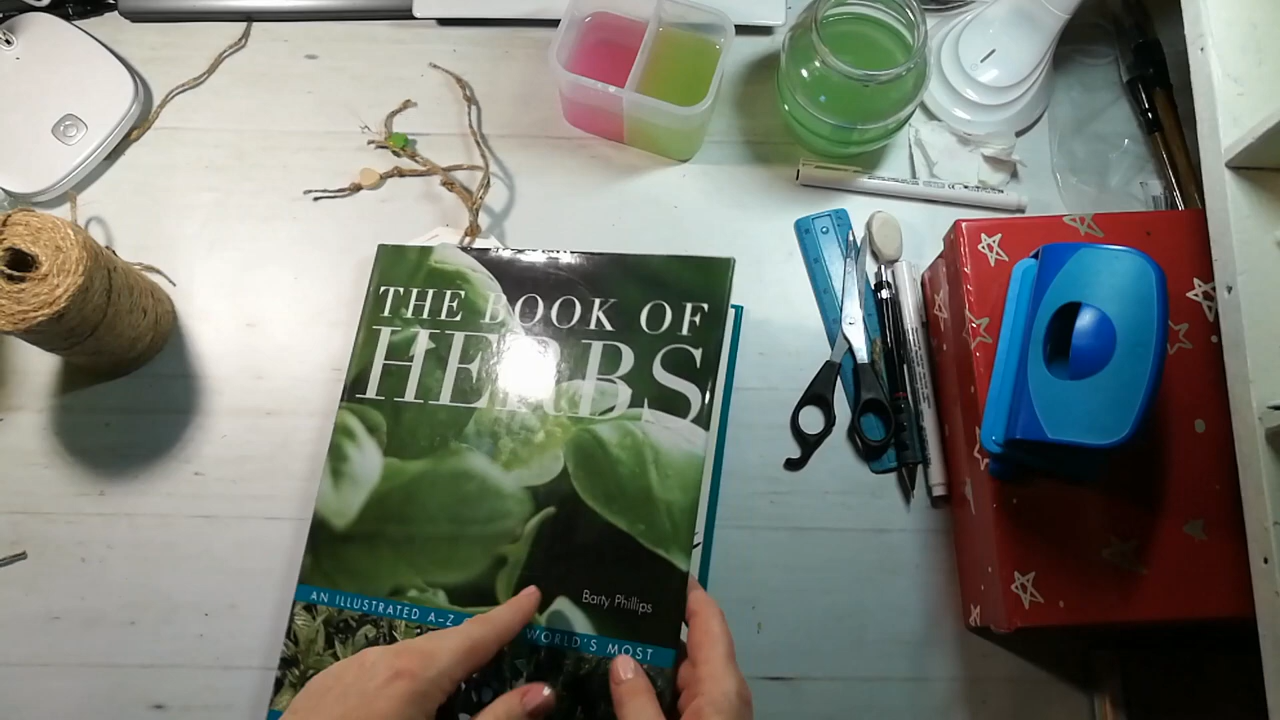 THE BOOK OF
HERBS
Barty Phillips
AN ILLUSTRATED A-Z WORLD'S MOST